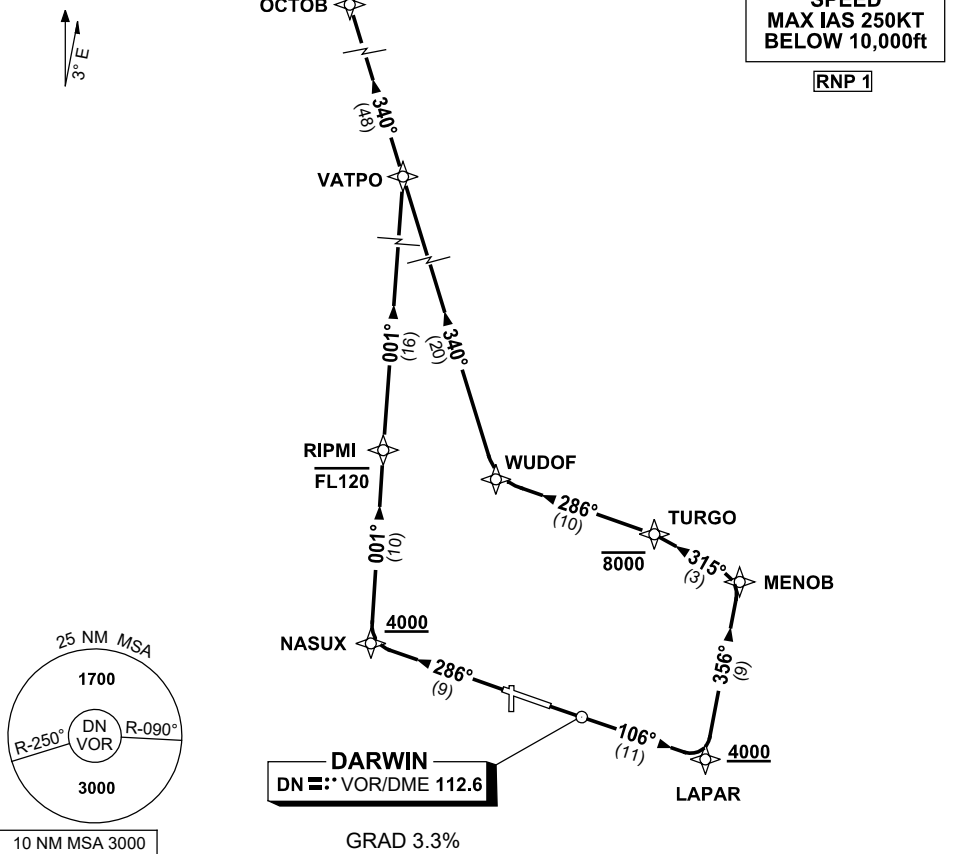 OCTOB
SPEED
MAX IAS 250KT
BELOW 10,000ft
RNP 1
3° E
340°
(48)
VATPO
001°
(16)
340°
(20)
RIPMI
FL120
WUDOF
286°
(10)
TURGO
8000
315°
(3)
MENOB
001°
(10)
4000
NASUX
286°
(9)
356°
(9)
25 NM MSA
1700
R-250°
DN
VOR
R-090°
3000
10 NM MSA 3000
106°
(11)
4000
LAPAR
DARWIN
DN VOR/DME 112.6
GRAD 3.3%